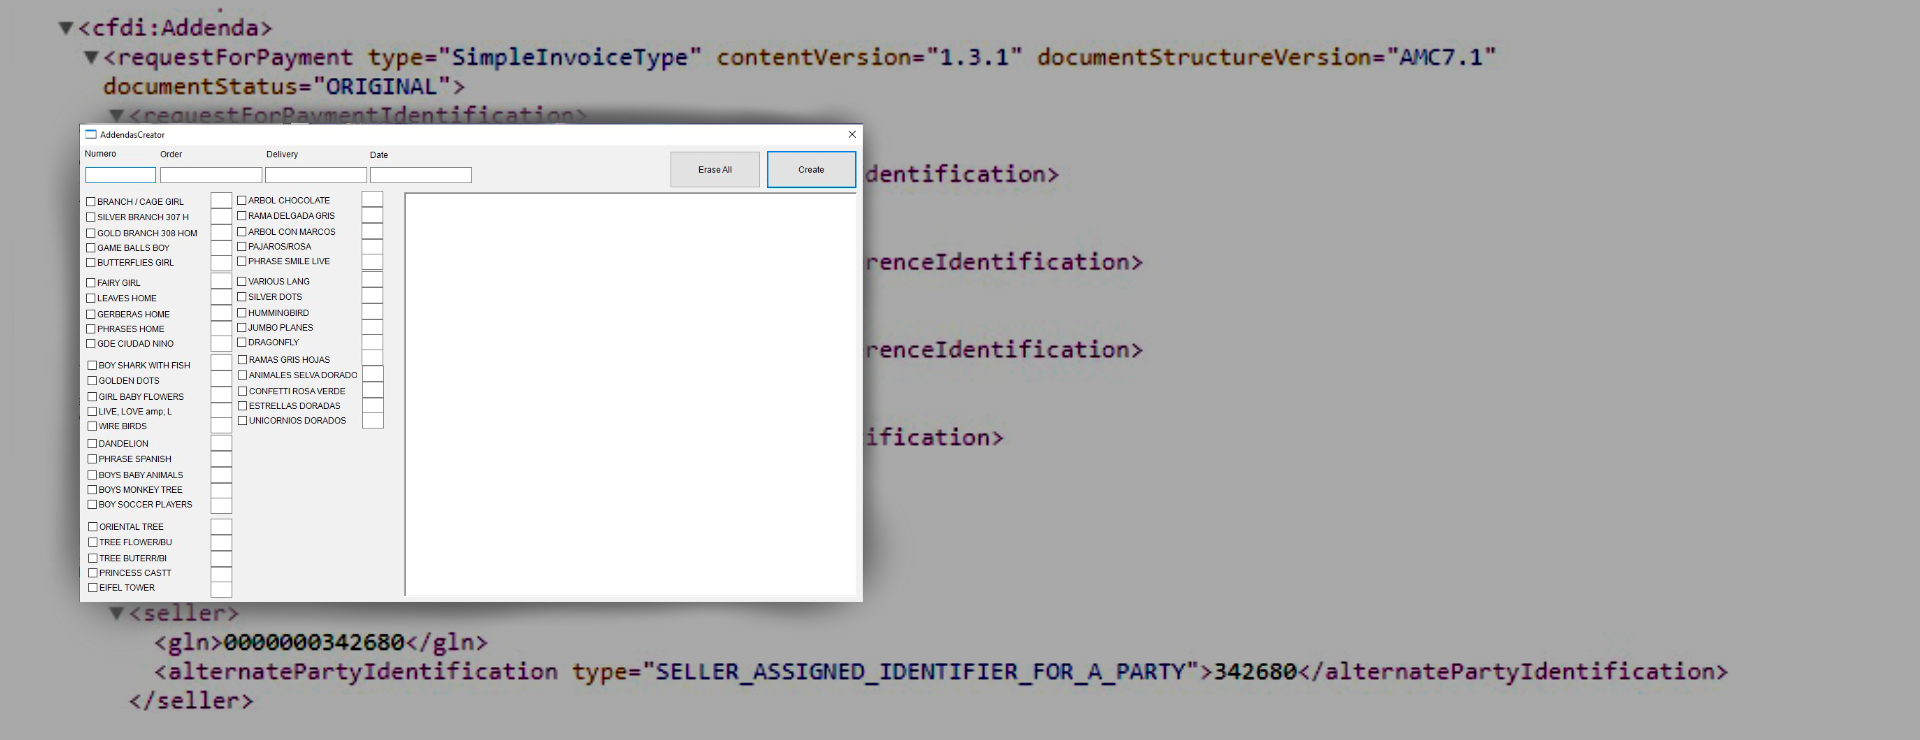 ▼<cfdi:Addenda>
▼<requestForPayment type="SimpleInvoiceType" contentVersion="1.3.1" documentStructureVersion="AMC7.1"
documentStatus="ORIGINAL">
▼<requestForPaymentIdentification>
AddendasCreator
Numero Order Delivery Date
Erase All Create
BRANCH / CAGE GIRL
SILVER BRANCH 307 H
GOLD BRANCH 308 HOM
GAME BALLS BOY
BUTTERFLIES GIRL
FAIRY GIRL
LEAVES HOME
GERBERAS HOME
PHRASES HOME
GDE CIUDAD NINO
BOY SHARK WITH FISH
GOLDEN DOTS
GIRL BABY FLOWERS
LIVE, LOVE amp; L
WIRE BIRDS
DANDELION
PHRASE SPANISH
BOYS BABY ANIMALS
BOYS MONKEY TREE
BOY SOCCER PLAYERS
ORIENTAL TREE
TREE FLOWER/BU
TREE BUTERR/BI
PRINCESS CASTT
EIFEL TOWER
ARBOL CHOCOLATE
RAMA DELGADA GRIS
ARBOL CON MARCOS
PAJAROS/ROSA
PHRASE SMILE LIVE
VARIOUS LANG
SILVER DOTS
HUMMINGBIRD
JUMBO PLANES
DRAGONFLY
RAMAS GRIS HOJAS
ANIMALES SELVA DORADO
CONFETTI ROSA VERDE
ESTRELLAS DORADAS
UNICORNIOS DORADOS
dentification>
renceIdentification>
renceIdentification>
ification>
▼<seller>
<gln>0000000342680</gln>
<alternatePartyIdentification type="SELLER_ASSIGNED_IDENTIFIER_FOR_A_PARTY">342680</alternatePartyIdentification>
</seller>